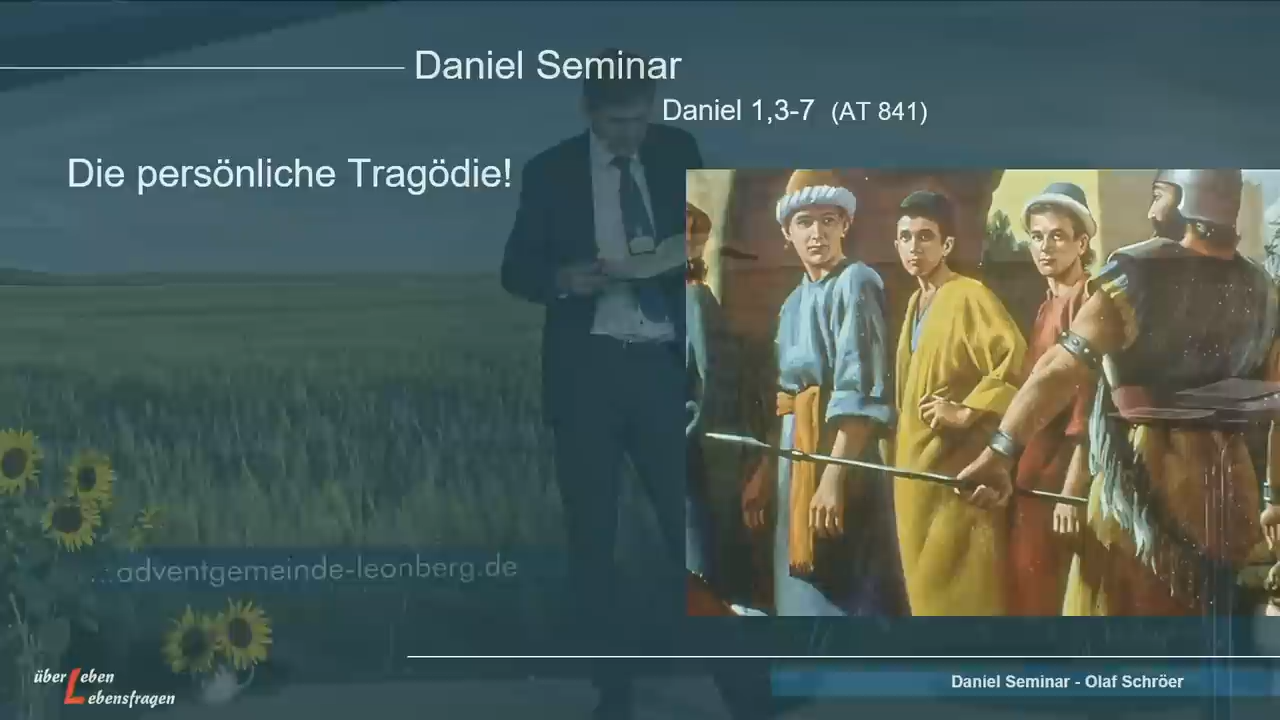 Daniel Seminar
Daniel 1,3-7 (AT 841)
Die persönliche Tragödie!
...adventgemeinde-leonberg.de
über Leben
Lebensfragen
Daniel Seminar - Olaf Schröer